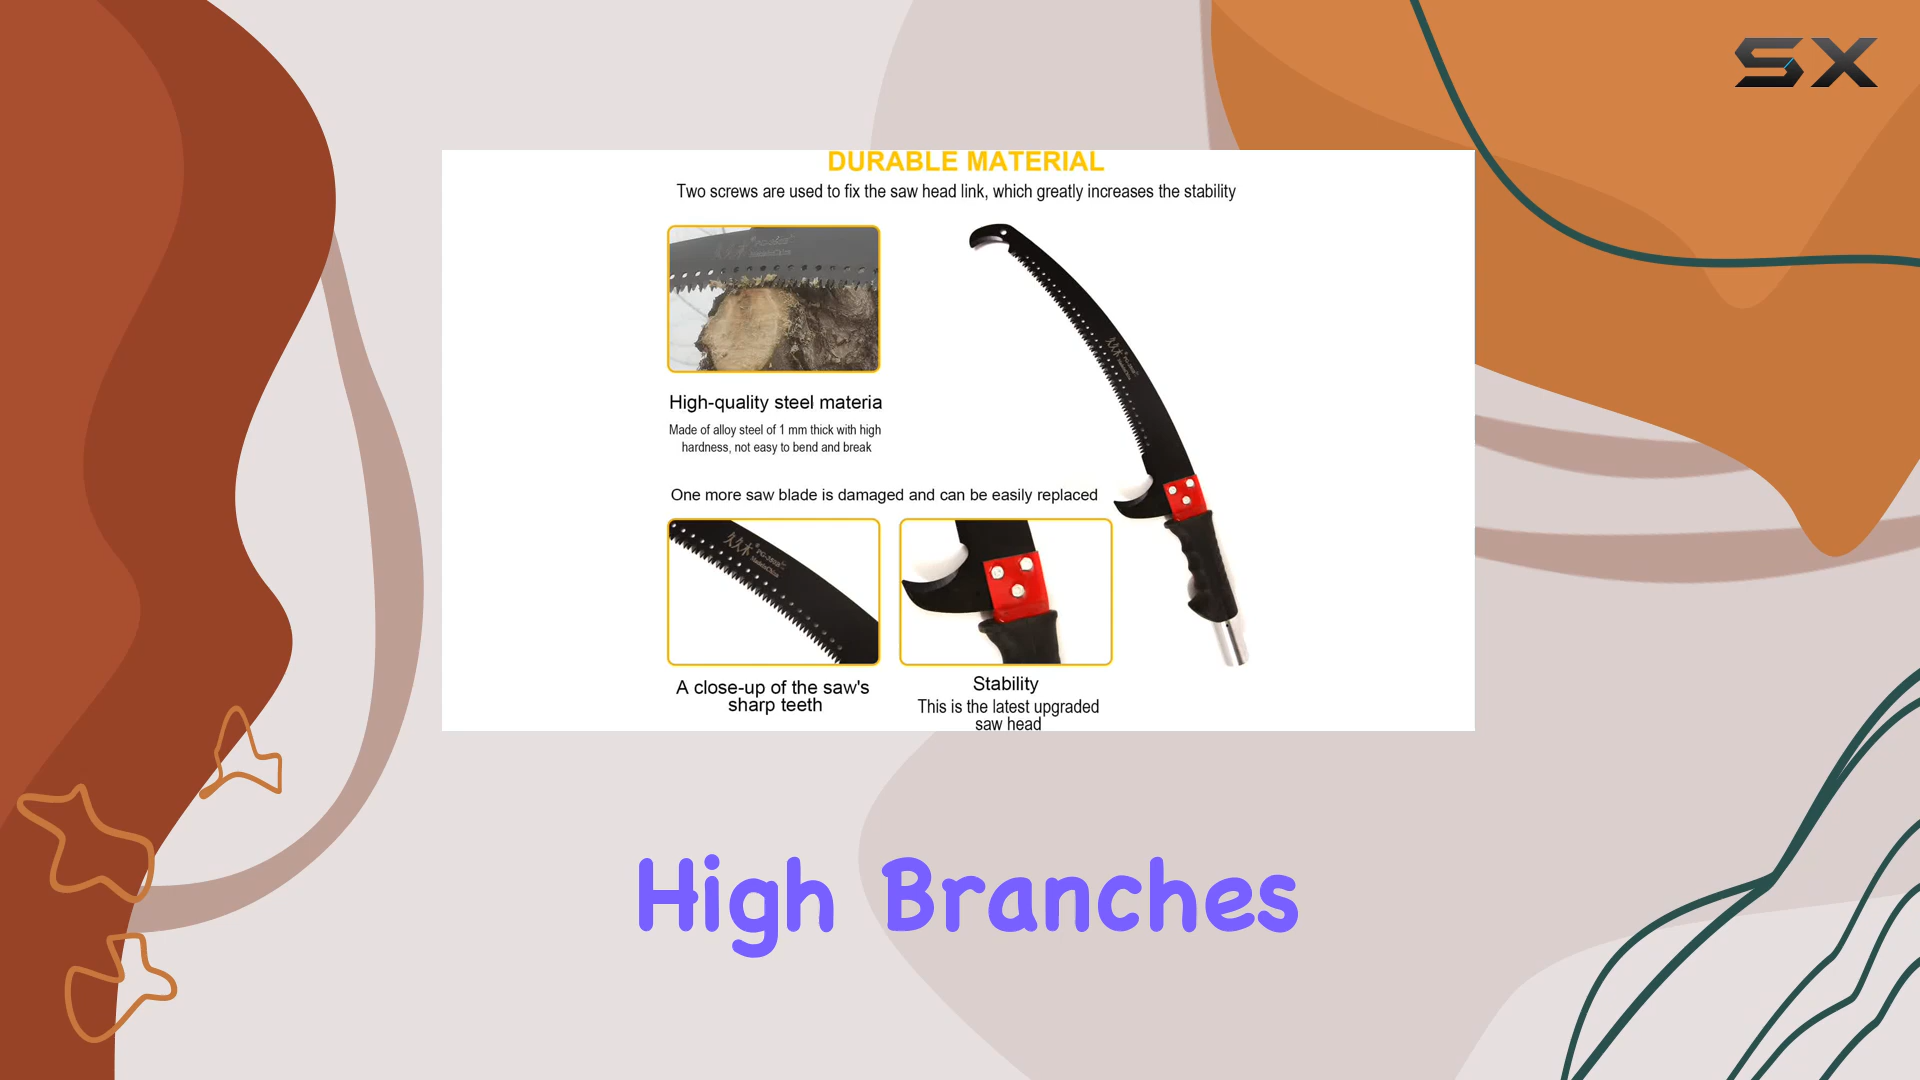 SX
DURABLE MATERIAL
Two screws are used to fix the saw head link, which greatly increases the stability
High-quality steel materia
Made of alloy steel of 1 mm thick with high
hardness, not easy to bend and break
One more saw blade is damaged and can be easily replaced
久久木
A close-up of the saw's
sharp teeth
Stability
This is the latest upgraded
saw head
High Branches